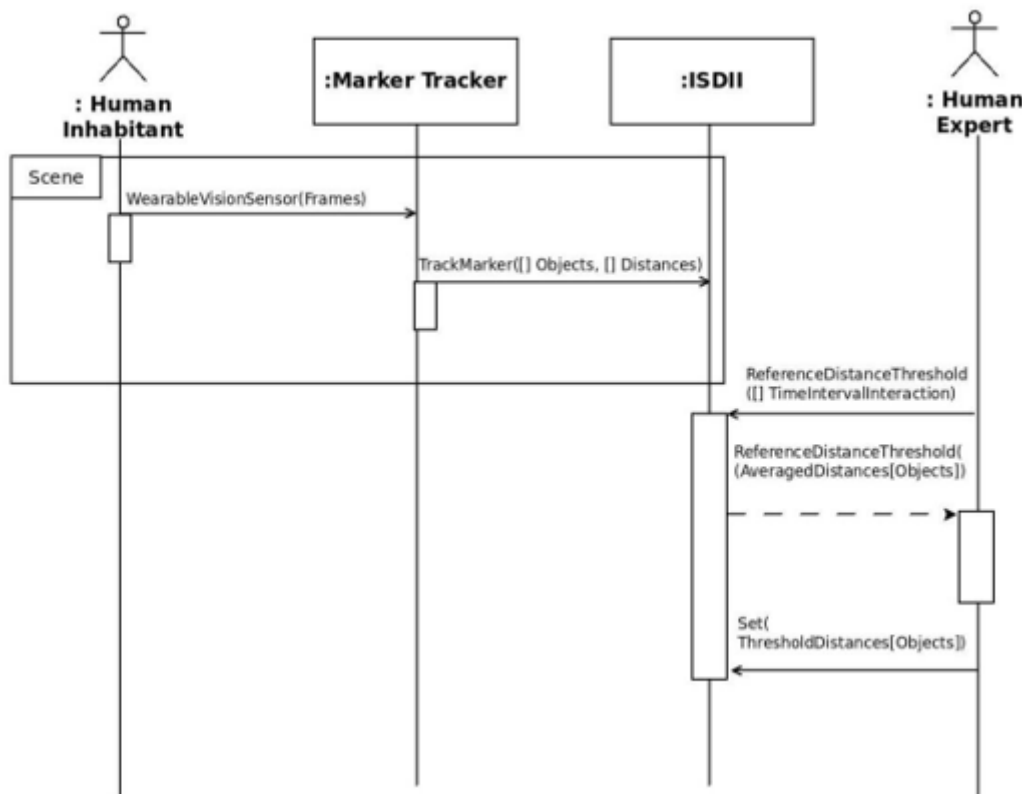 : Human
Inhabitant
:Marker Tracker
:ISDII
: Human
Expert
Scene
WearableVisionSensor(Frames)
TrackMarker([] Objects, [] Distances)
ReferenceDistanceThreshold
([] TimeIntervalInteraction)
ReferenceDistanceThreshold(
(AveragedDistances[Objects])
Set(
ThresholdDistances[Objects])